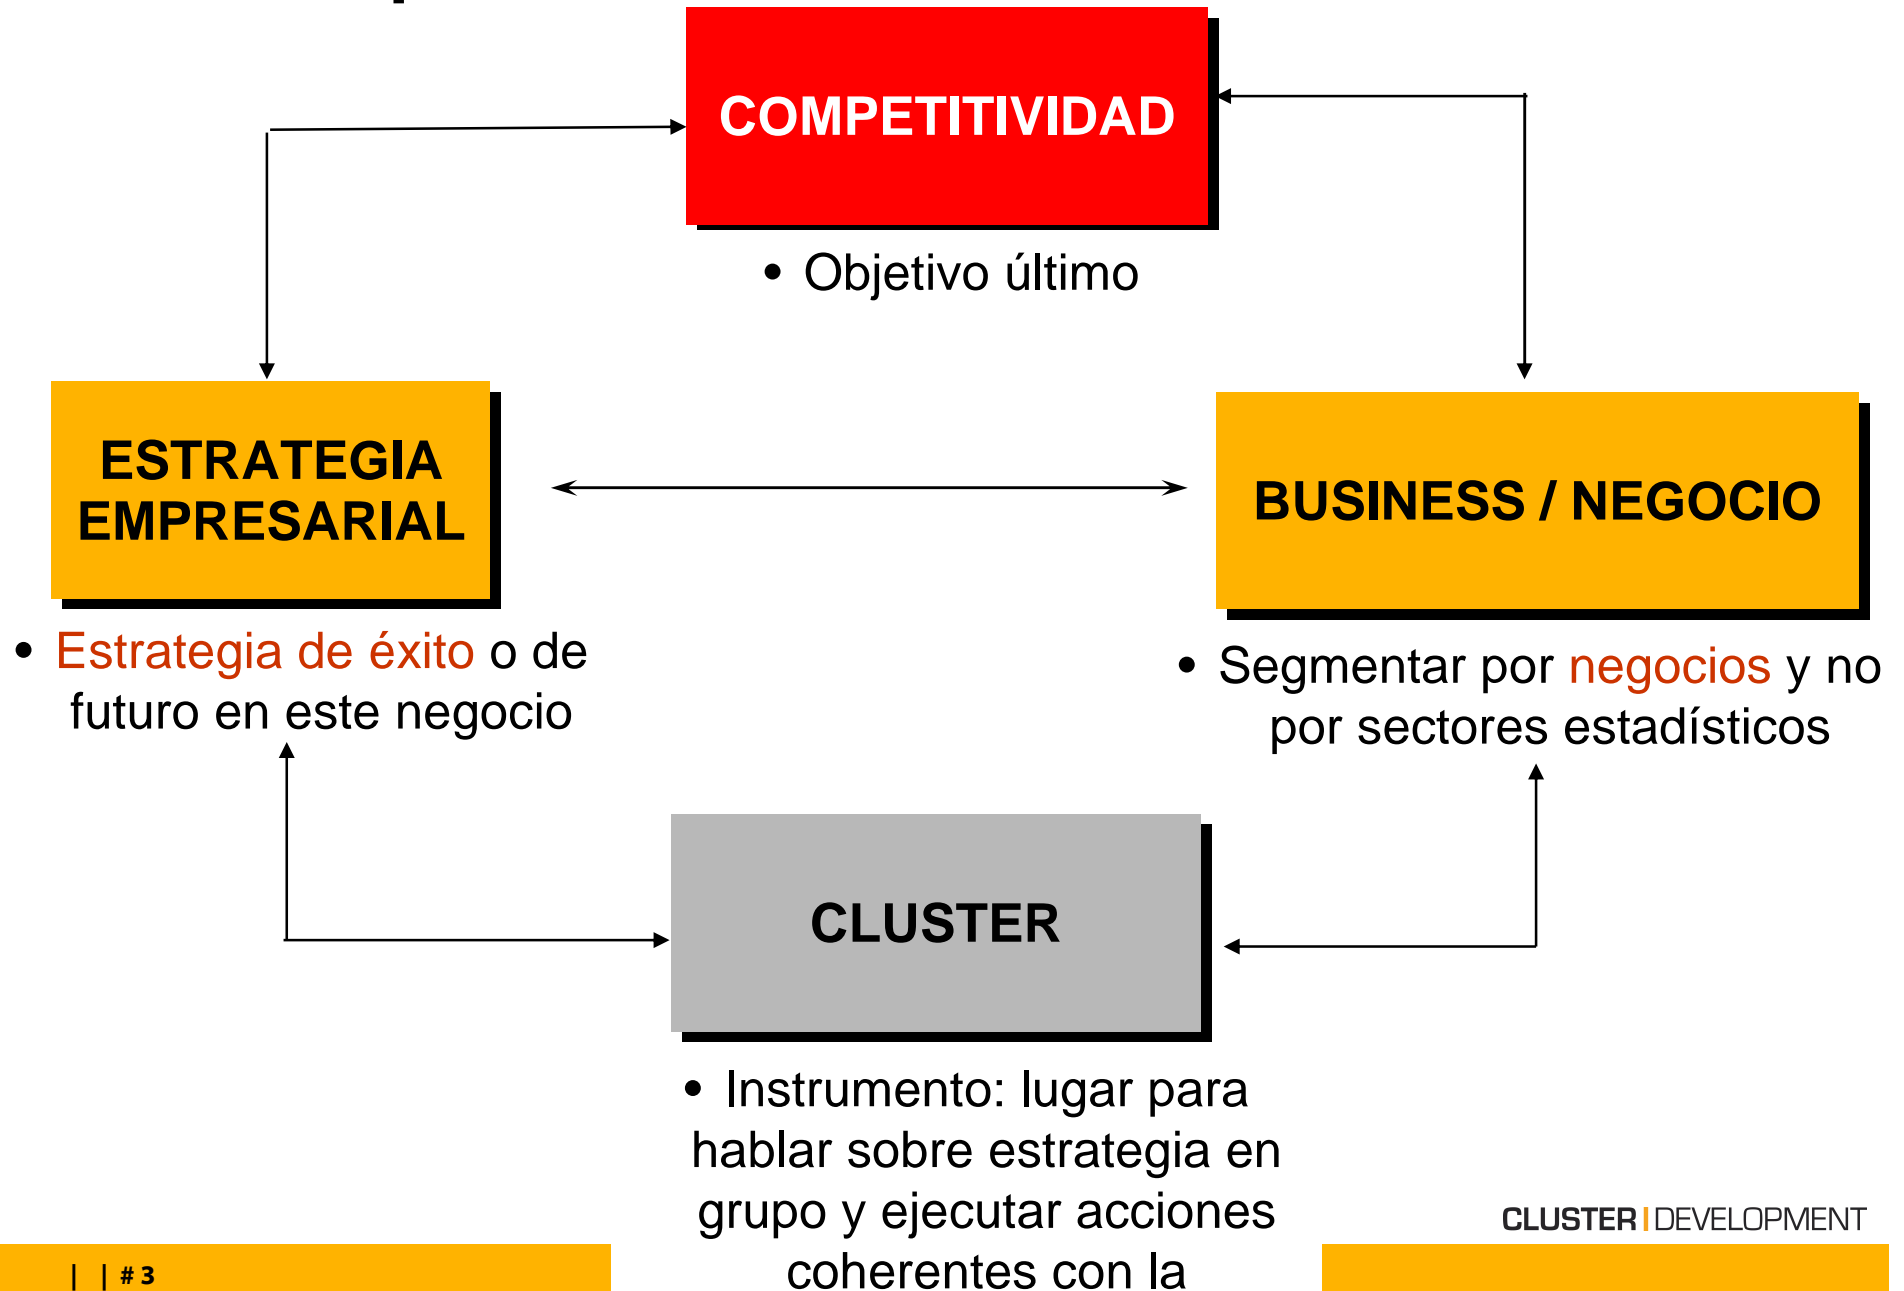 COMPETITIVIDAD
• Objetivo último
ESTRATEGIA
EMPRESARIAL
BUSINESS / NEGOCIO
• Estrategia de éxito o de
futuro en este negocio
• Segmentar por negocios y no
por sectores estadísticos
CLUSTER
• Instrumento: lugar para
hablar sobre estrategia en
grupo y ejecutar acciones
coherentes con la
CLUSTER | DEVELOPMENT
| | # 3